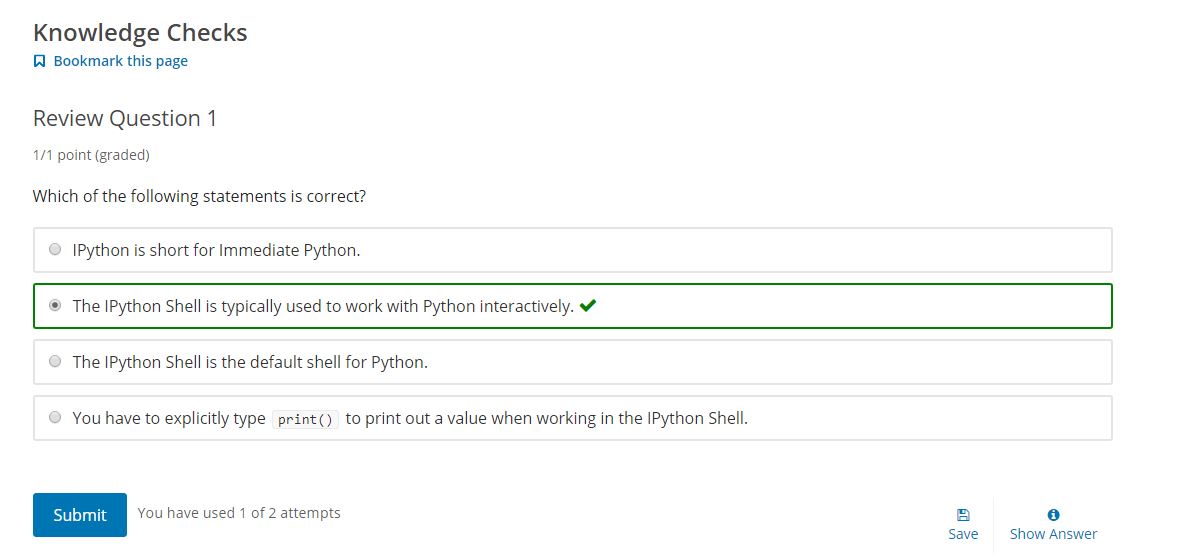 Knowledge Checks
Bookmark this page
Review Question 1
1/1 point (graded)
Which of the following statements is correct?
IPython is short for Immediate Python.
The IPython Shell is typically used to work with Python interactively.
The IPython Shell is the default shell for Python.
You have to explicitly type print() to print out a value when working in the IPython Shell.
Submit You have used 1 of 2 attempts
Save Show Answer